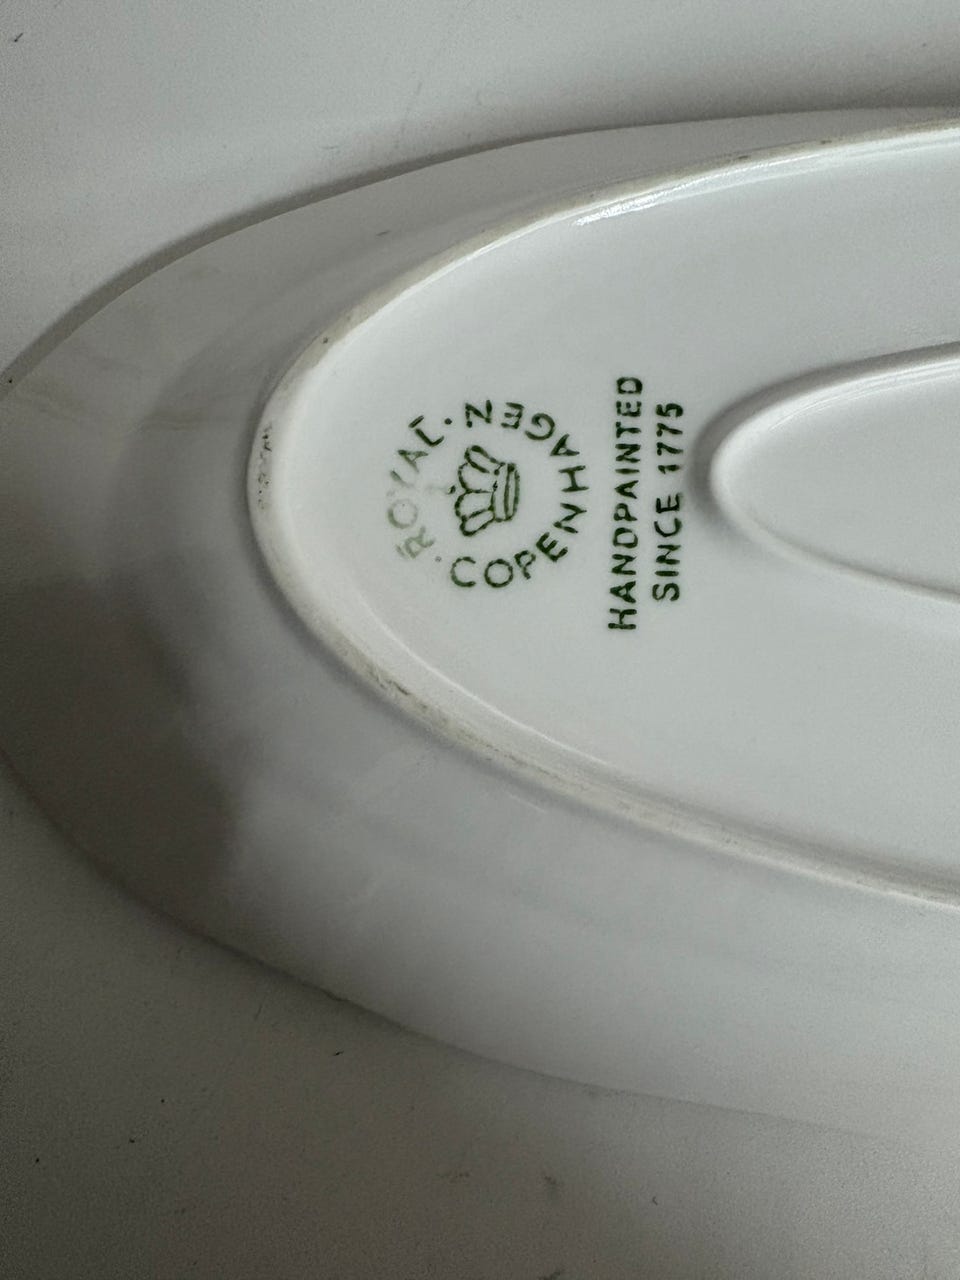 ROYAL · COPENHAGEN ·
HANDPAINTED
SINCE 1775